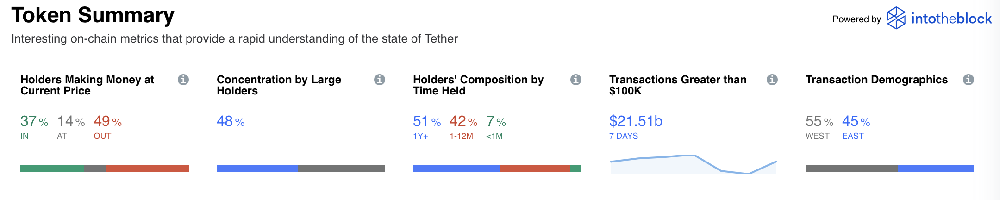 Token Summary
Powered by intotheblock
Interesting on-chain metrics that provide a rapid understanding of the state of Tether
Holders Making Money at
Current Price
37 % 14 % 49 %
IN AT OUT
Concentration by Large
Holders
48 %
Holders' Composition by
Time Held
51 % 42 % 7 %
1Y+ 1-12M <1M
Transactions Greater than
$100K
$21.51b
7 DAYS
Transaction Demographics
55 % 45 %
WEST EAST